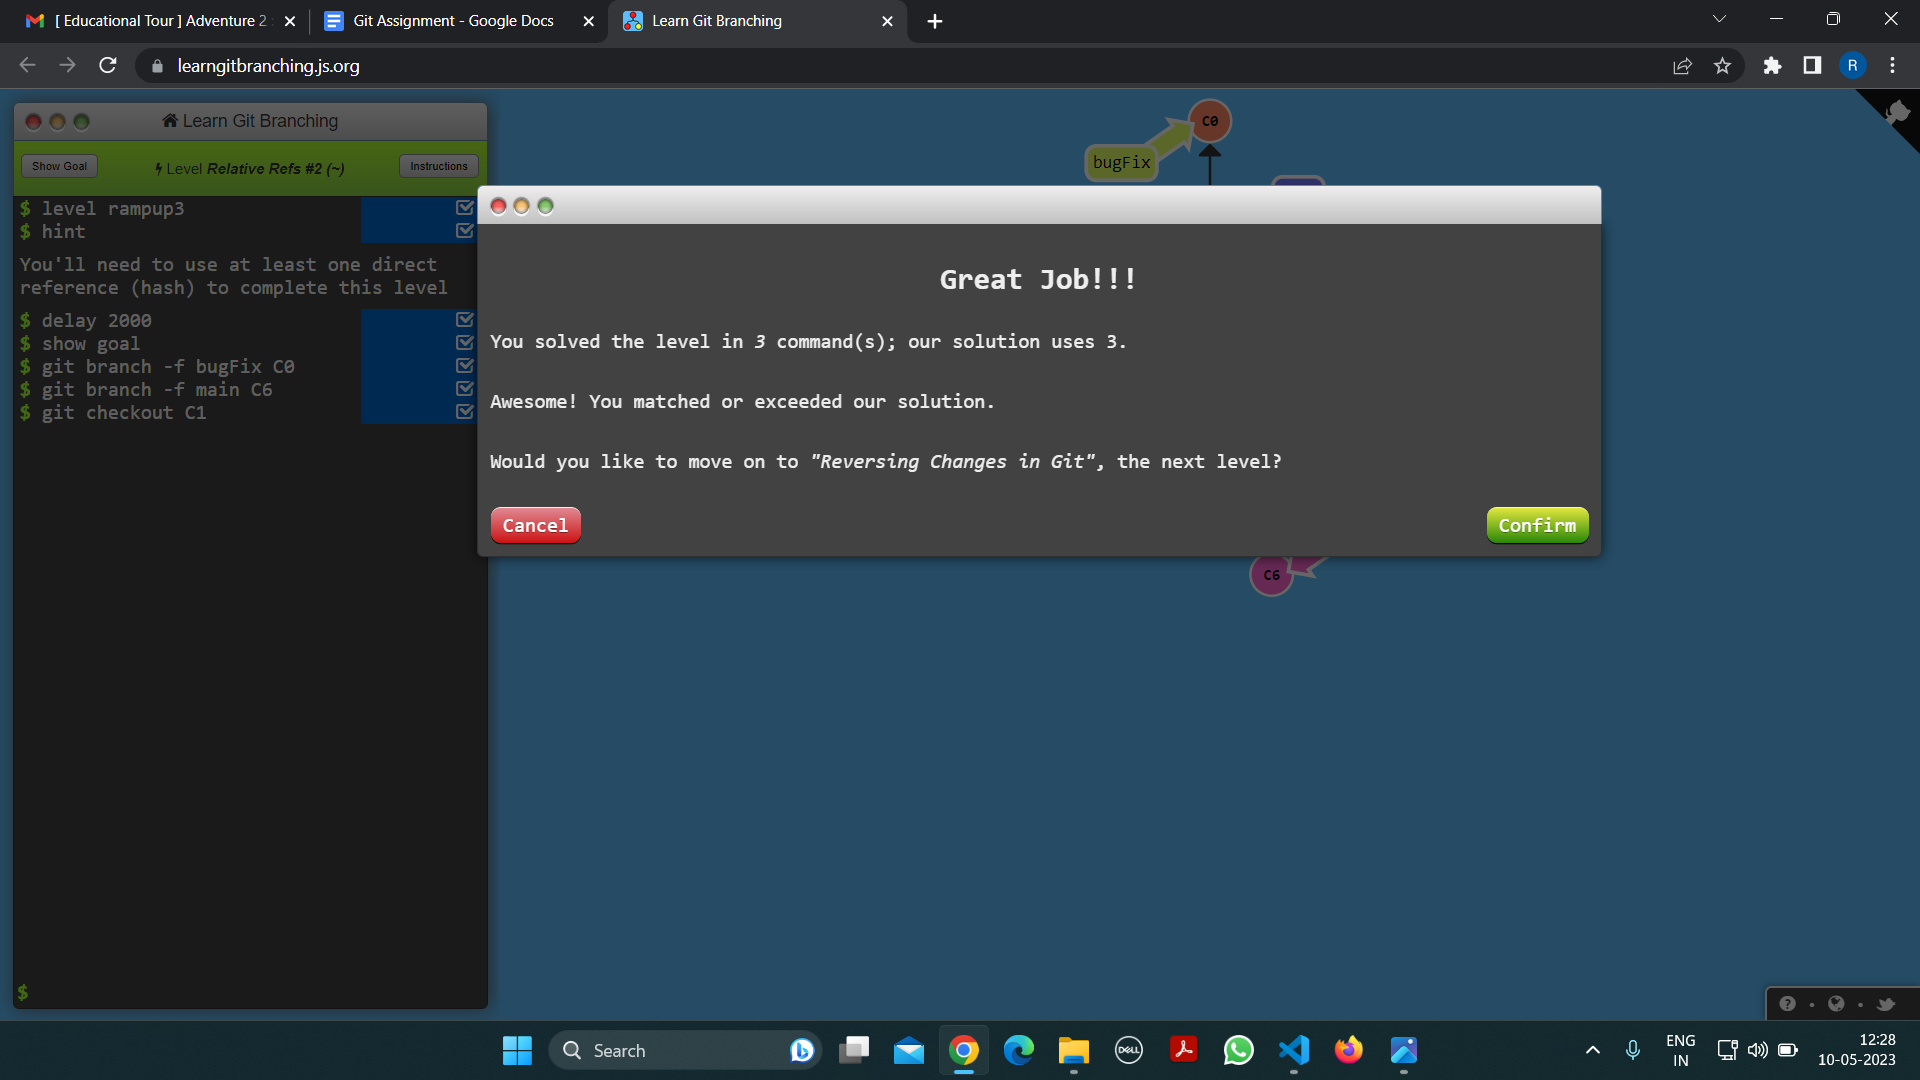 [ Educational Tour ] Adventure 2
Git Assignment - Google Docs
Learn Git Branching
learngitbranching.js.org
R
Learn Git Branching
Show Goal
Level Relative Refs #2 (~)
Instructions
$ level rampup3
$ hint
You'll need to use at least one direct
reference (hash) to complete this level
$ delay 2000
$ show goal
$ git branch -f bugFix C0
$ git branch -f main C6
$ git checkout C1
$
C0
bugFix
Great Job!!!
You solved the level in 3 command(s); our solution uses 3.
Awesome! You matched or exceeded our solution.
Would you like to move on to "Reversing Changes in Git", the next level?
Cancel
Confirm
C6
?
Search
DELL
ENG
IN
12:28
10-05-2023